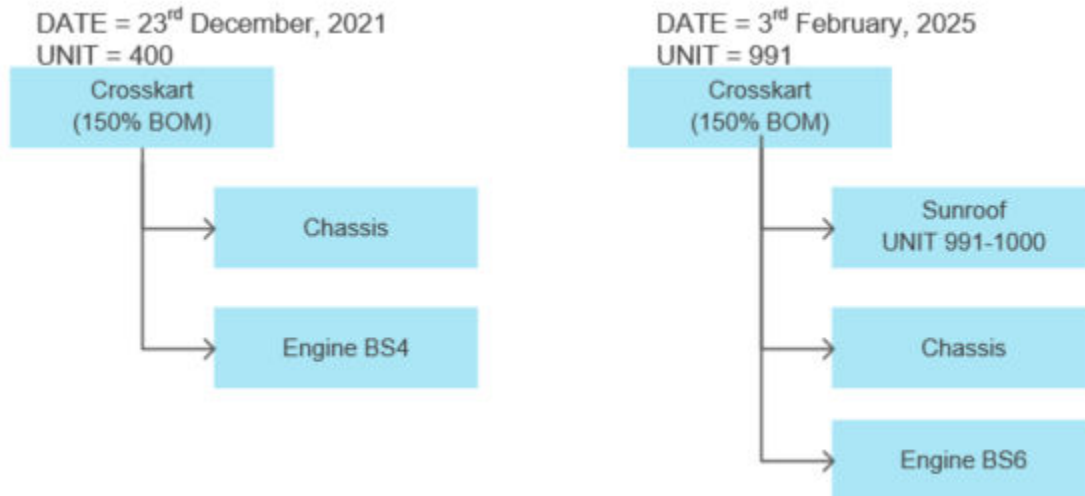 DATE = 23rd December, 2021
UNIT = 400
Crosskart
(150% BOM)
Chassis
Engine BS4
DATE = 3rd February, 2025
UNIT = 991
Crosskart
(150% BOM)
Sunroof
UNIT 991-1000
Chassis
Engine BS6